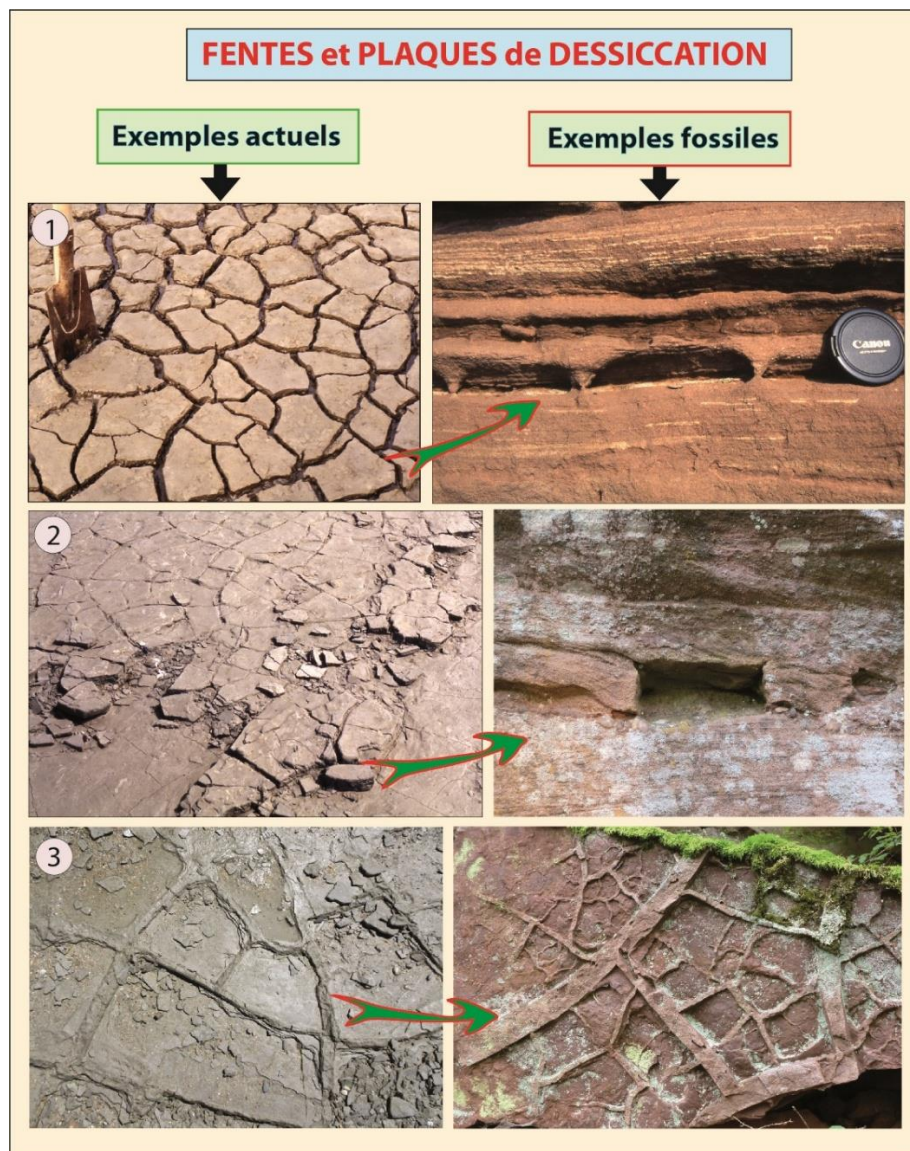 FENTES et PLAQUES de DESSICCATION
Exemples actuels
Exemples fossiles
1
Canon
2
3